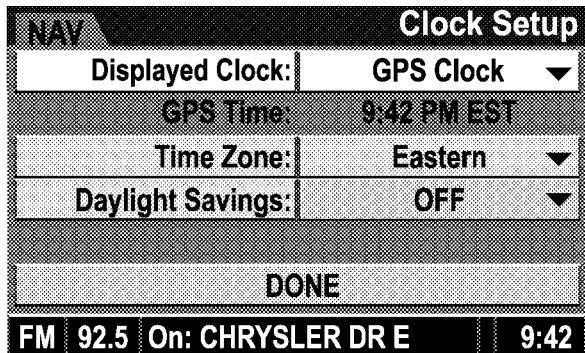 NAV Clock Setup
Displayed Clock: GPS Clock
GPS Time: 9:42 PM EST
Time Zone: Eastern
Daylight Savings: OFF
DONE
FM 92.5 On: CHRYSLER DR E 9:42